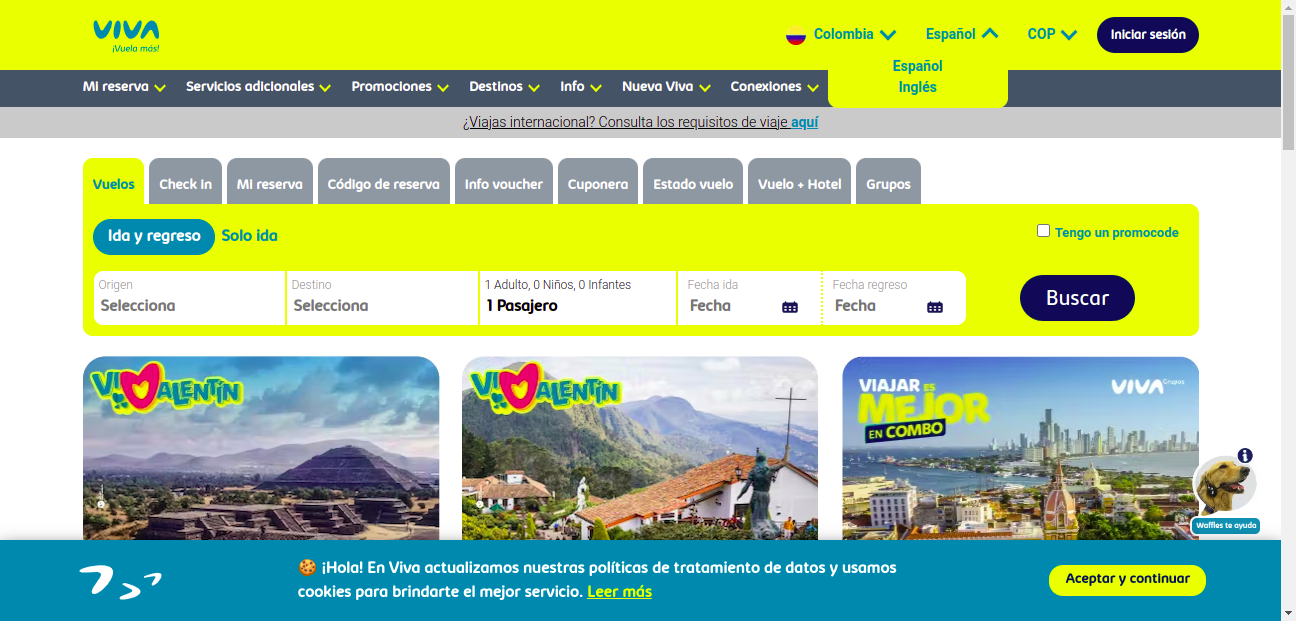 VIVA
¡Vuela más!
Colombia
Español
COP
Iniciar sesión
Español
Inglés
Mi reserva
Servicios adicionales
Promociones
Destinos
Info
Nueva Viva
Conexiones
¿Viajas internacional? Consulta los requisitos de viaje aquí
Vuelos
Check In
Mi reserva
Código de reserva
Info voucher
Cuponera
Estado vuelo
Vuelo + Hotel
Grupos
Ida y regreso
Solo ida
Tengo un promocode
Origen
Selecciona
Destino
Selecciona
1 Adulto, 0 Niños, 0 Infantes
1 Pasajero
Fecha ida
Fecha
Fecha regreso
Fecha
Buscar
VIVALENTÍN
VIVALENTÍN
VIAJAR ES
MEJOR
EN COMBO
VIVA Grupos
i
Waffles te ayuda
¡Hola! En Viva actualizamos nuestras políticas de tratamiento de datos y usamos
cookies para brindarte el mejor servicio. Leer más
Aceptar y continuar